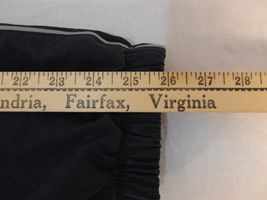 22 23 24 25 26 27 28
ndria, Fairfax, Virginia